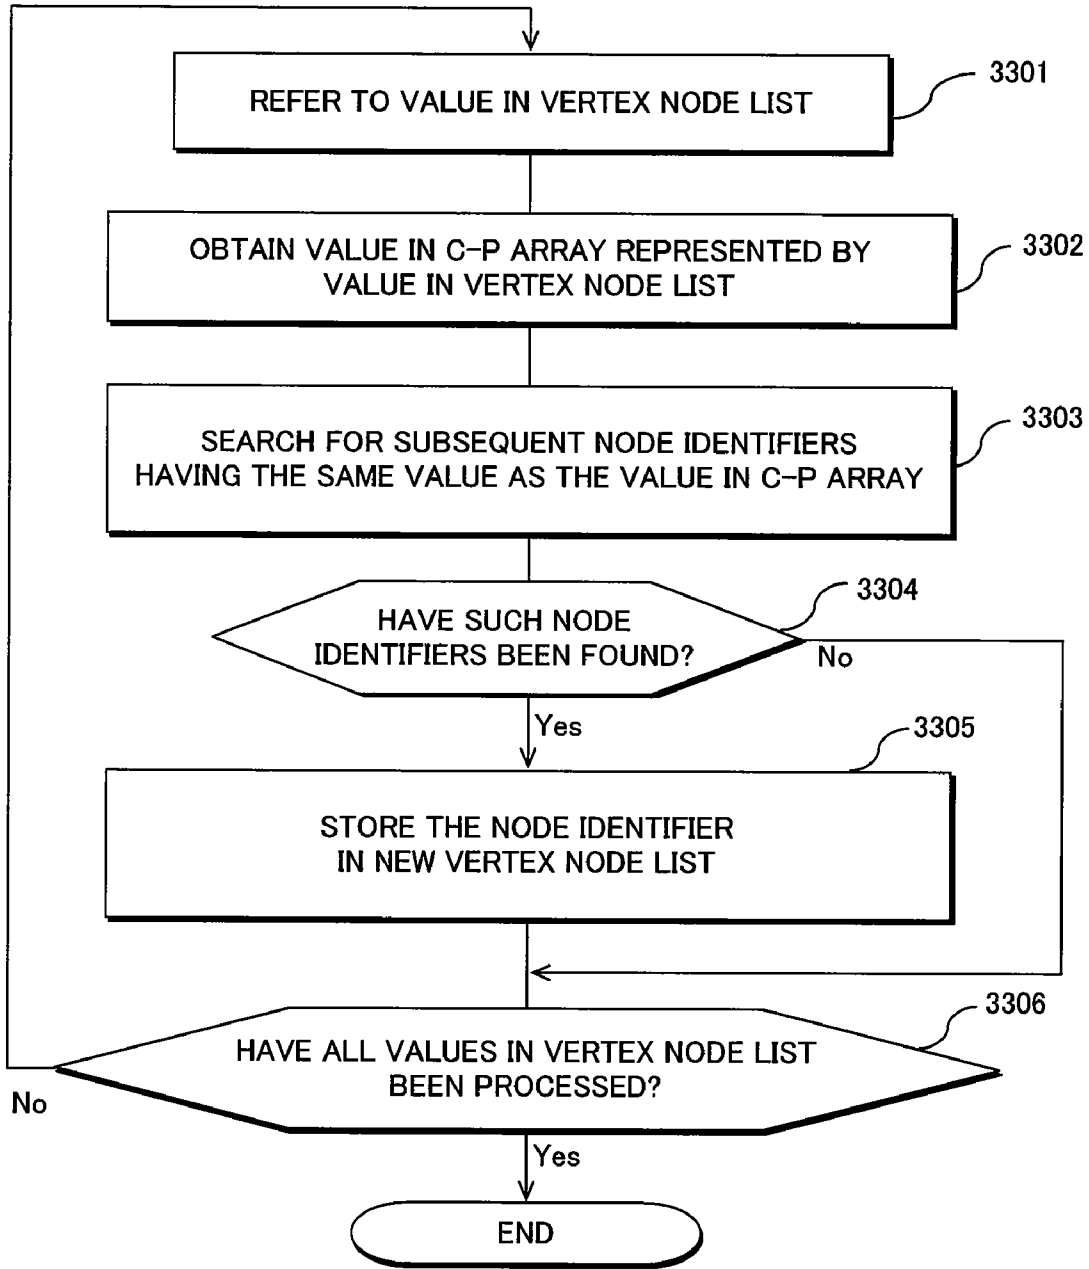 REFER TO VALUE IN VERTEX NODE LIST
3301
OBTAIN VALUE IN C-P ARRAY REPRESENTED BY
VALUE IN VERTEX NODE LIST
3302
SEARCH FOR SUBSEQUENT NODE IDENTIFIERS
HAVING THE SAME VALUE AS THE VALUE IN C-P ARRAY
3303
HAVE SUCH NODE
IDENTIFIERS BEEN FOUND?
3304
No
Yes
3305
STORE THE NODE IDENTIFIER
IN NEW VERTEX NODE LIST
3306
HAVE ALL VALUES IN VERTEX NODE LIST
BEEN PROCESSED?
No
Yes
END